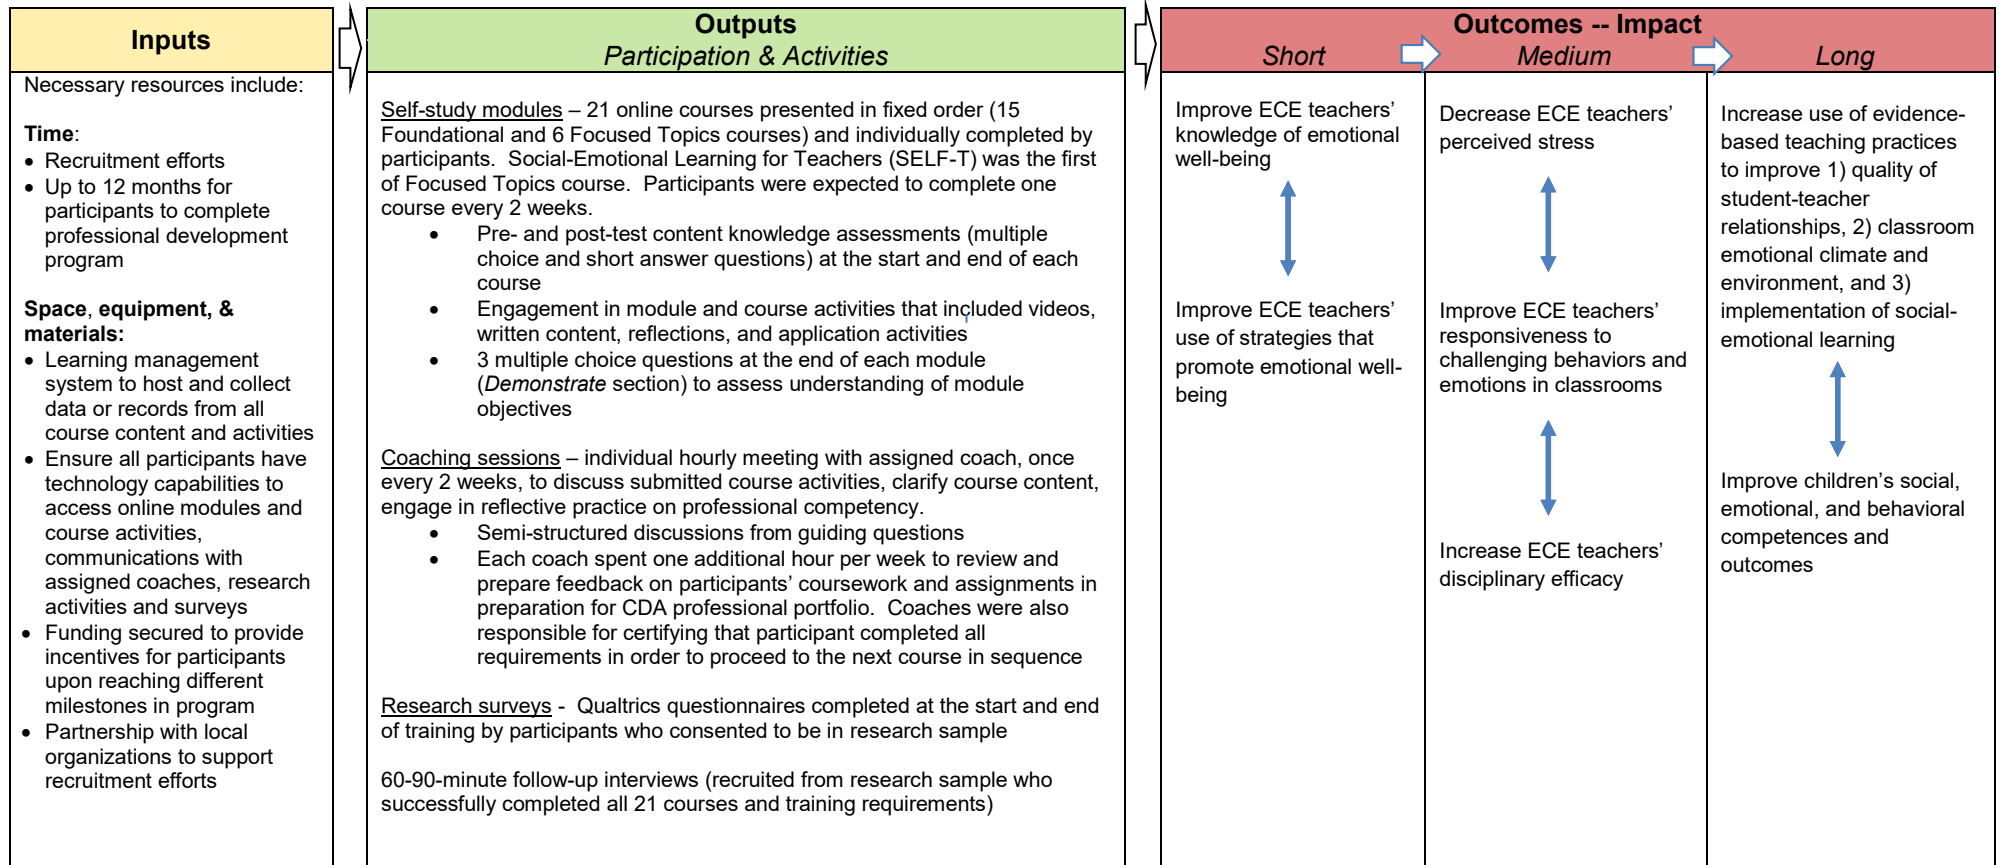 Inputs
Necessary resources include:
Time:
• Recruitment efforts
• Up to 12 months for
participants to complete
professional development
program
Space, equipment, &
materials:
• Learning management
system to host and collect
data or records from all
course content and activities
• Ensure all participants have
technology capabilities to
access online modules and
course activities,
communications with
assigned coaches, research
activities and surveys
• Funding secured to provide
incentives for participants
upon reaching different
milestones in program
• Partnership with local
organizations to support
recruitment efforts
Outputs
Participation & Activities
Self-study modules – 21 online courses presented in fixed order (15
Foundational and 6 Focused Topics courses) and individually completed by
participants.  Social-Emotional Learning for Teachers (SELF-T) was the first
of Focused Topics course.  Participants were expected to complete one
course every 2 weeks.
• Pre- and post-test content knowledge assessments (multiple
choice and short answer questions) at the start and end of each
course
• Engagement in module and course activities that included videos,
written content, reflections, and application activities
• 3 multiple choice questions at the end of each module
(Demonstrate section) to assess understanding of module
objectives
Coaching sessions – individual hourly meeting with assigned coach, once
every 2 weeks, to discuss submitted course activities, clarify course content,
engage in reflective practice on professional competency.
• Semi-structured discussions from guiding questions
• Each coach spent one additional hour per week to review and
prepare feedback on participants’ coursework and assignments in
preparation for CDA professional portfolio.  Coaches were also
responsible for certifying that participant completed all
requirements in order to proceed to the next course in sequence
Research surveys -  Qualtrics questionnaires completed at the start and end
of training by participants who consented to be in research sample
60-90-minute follow-up interviews (recruited from research sample who
successfully completed all 21 courses and training requirements)
Outcomes -- Impact
Short
Medium
Long
Improve ECE teachers’
knowledge of emotional
well-being
Improve ECE teachers’
use of strategies that
promote emotional well-
being
Decrease ECE teachers’
perceived stress
Improve ECE teachers’
responsiveness to
challenging behaviors and
emotions in classrooms
Increase ECE teachers’
disciplinary efficacy
Increase use of evidence-
based teaching practices
to improve 1) quality of
student-teacher
relationships, 2) classroom
emotional climate and
environment, and 3)
implementation of social-
emotional learning
Improve children’s social,
emotional, and behavioral
competences and
outcomes